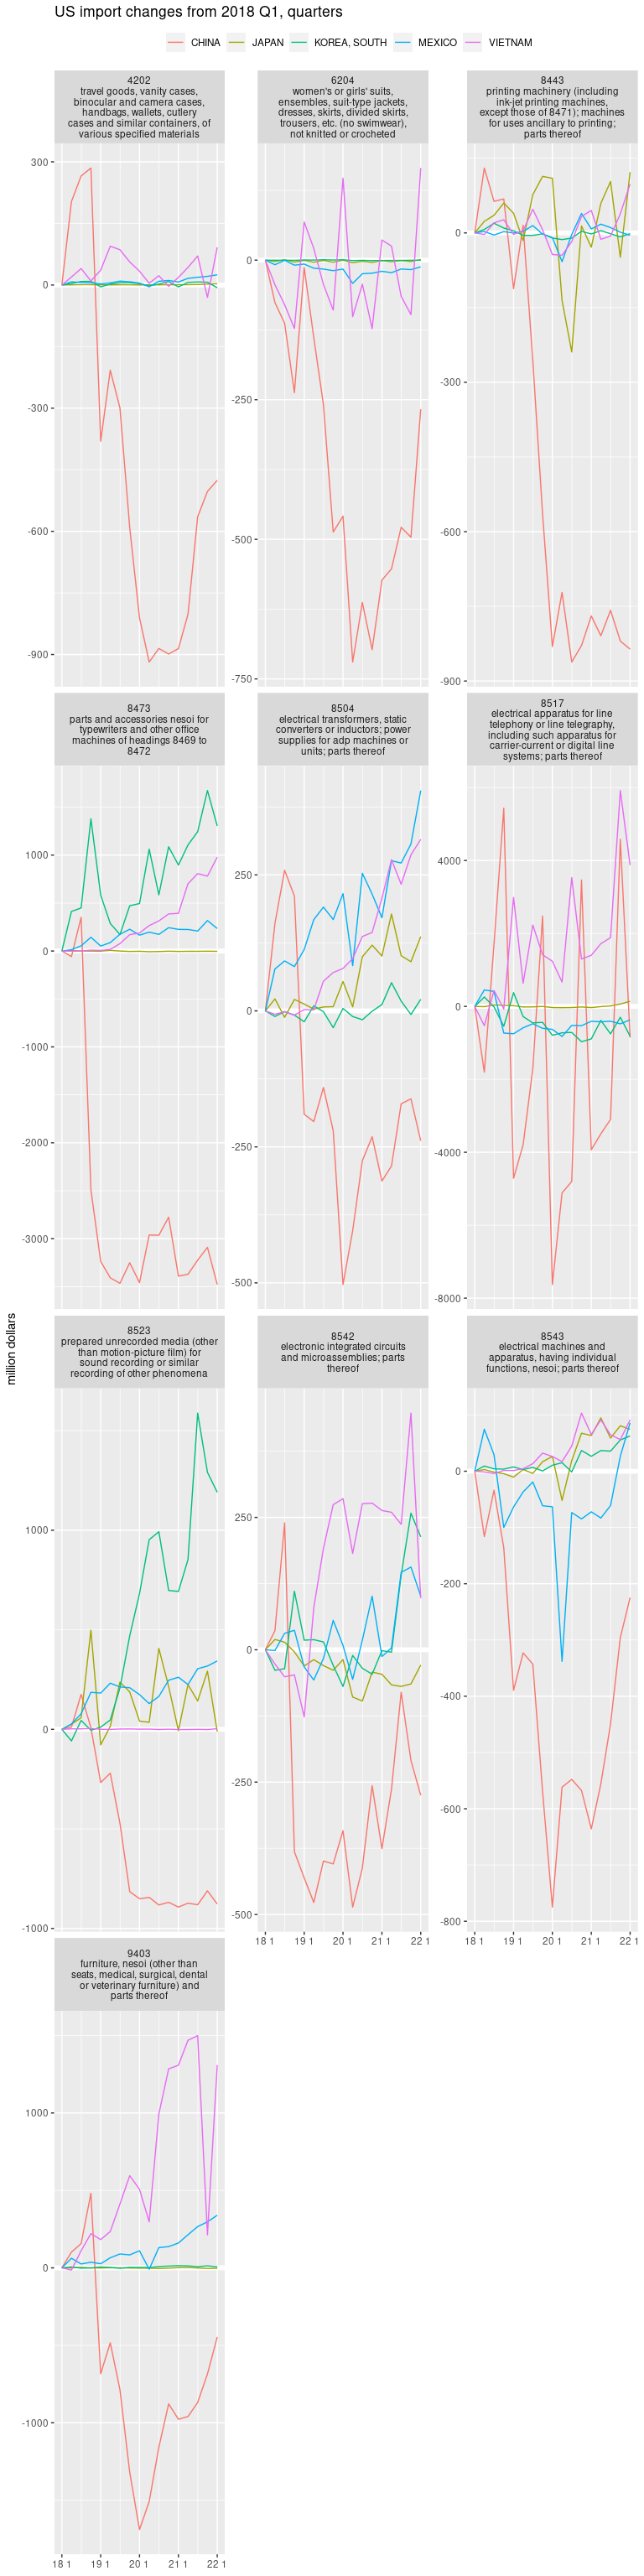 US import changes from 2018 Q1, quarters
CHINA JAPAN KOREA, SOUTH MEXICO VIETNAM
4202
travel goods, vanity cases,
binocular and camera cases,
handbags, wallets, cutlery
cases and similar containers, of
various specified materials
300
0
-300
-600
-900
6204
women's or girls' suits,
ensembles, suit-type jackets,
dresses, skirts, divided skirts,
trousers, etc. (no swimwear),
not knitted or crocheted
0
-250
-500
-750
8443
printing machinery (including
ink-jet printing machines,
except those of 8471); machines
for uses ancillary to printing;
parts thereof
0
-300
-600
-900
8473
parts and accessories nesoi for
typewriters and other office
machines of headings 8469 to
8472
1000
0
-1000
-2000
-3000
8504
electrical transformers, static
converters or inductors; power
supplies for adp machines or
units; parts thereof
250
0
-250
-500
8517
electrical apparatus for line
telephony or line telegraphy,
including such apparatus for
carrier-current or digital line
systems; parts thereof
4000
0
-4000
-8000
million dollars
8523
prepared unrecorded media (other
than motion-picture film) for
sound recording or similar
recording of other phenomena
1000
0
-1000
8542
electronic integrated circuits
and microassemblies; parts
thereof
250
0
-250
-500
18 1 19 1 20 1 21 1 22 1
8543
electrical machines and
apparatus, having individual
functions, nesoi; parts thereof
0
-200
-400
-600
-800
18 1 19 1 20 1 21 1 22 1
9403
furniture, nesoi (other than
seats, medical, surgical, dental
or veterinary furniture) and
parts thereof
1000
0
-1000
18 1 19 1 20 1 21 1 22 1